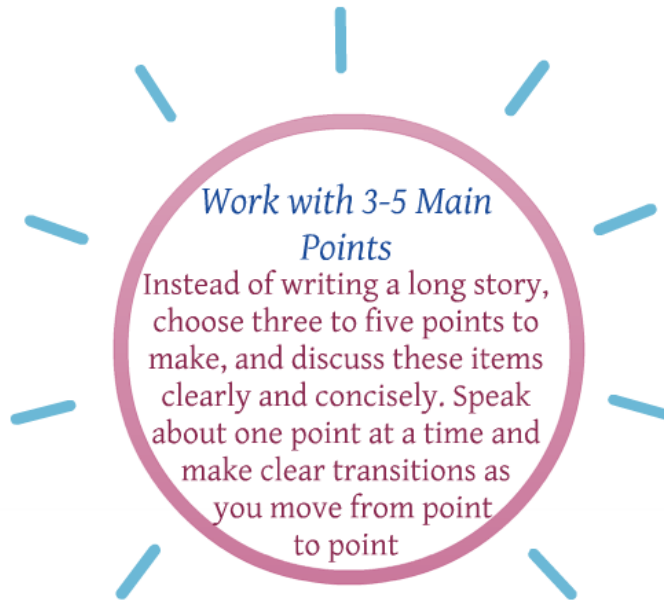 Work with 3-5 Main
Points
Instead of writing a long story,
choose three to five points to
make, and discuss these items
clearly and concisely. Speak
about one point at a time and
make clear transitions as
you move from point
to point